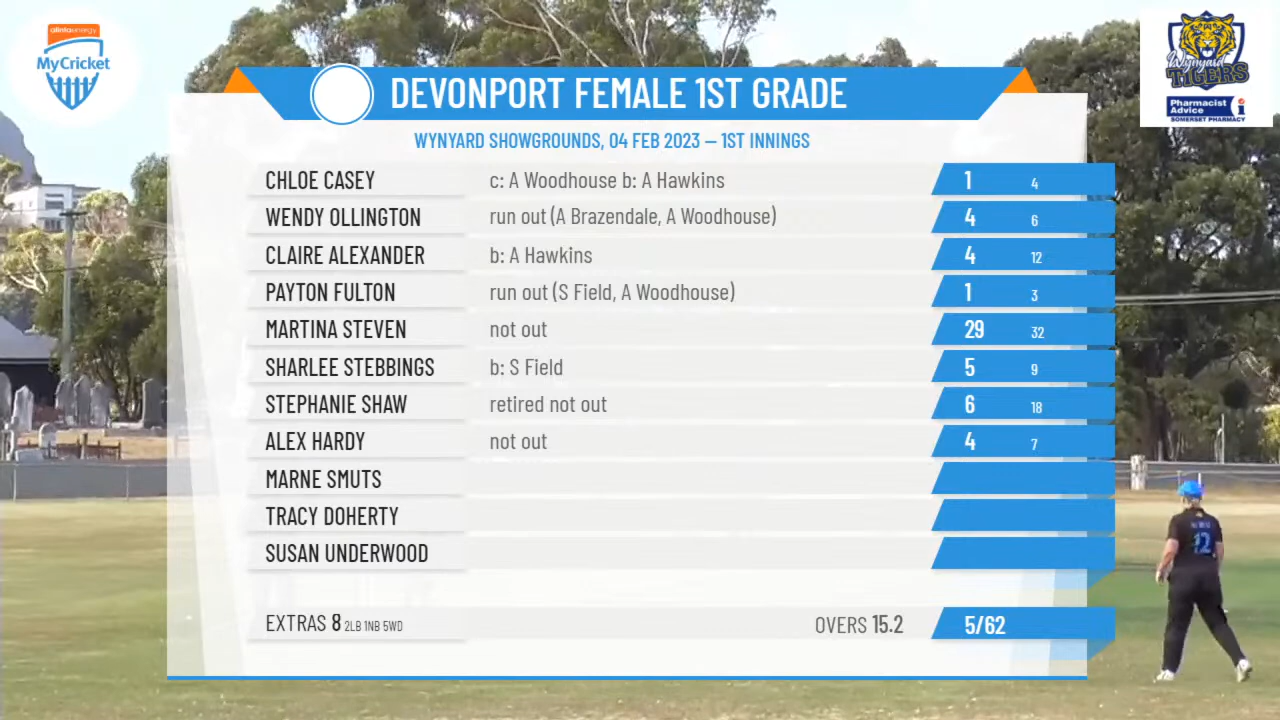 alintaenergy
MyCricket
Wynyard
TIGERS
Pharmacist
Advice
SOMERSET PHARMACY
DEVONPORT FEMALE 1ST GRADE
WYNYARD SHOWGROUNDS, 04 FEB 2023 – 1ST INNINGS
CHLOE CASEY c: A Woodhouse b: A Hawkins 1 4
WENDY OLLINGTON run out (A Brazendale, A Woodhouse) 4 6
CLAIRE ALEXANDER b: A Hawkins 4 12
PAYTON FULTON run out (S Field, A Woodhouse) 1 3
MARTINA STEVEN not out 29 32
SHARLEE STEBBINGS b: S Field 5 9
STEPHANIE SHAW retired not out 6 18
ALEX HARDY not out 4 7
MARNE SMUTS
TRACY DOHERTY
SUSAN UNDERWOOD
EXTRAS 8 2LB 1NB 5WD OVERS 15.2 5/62
12